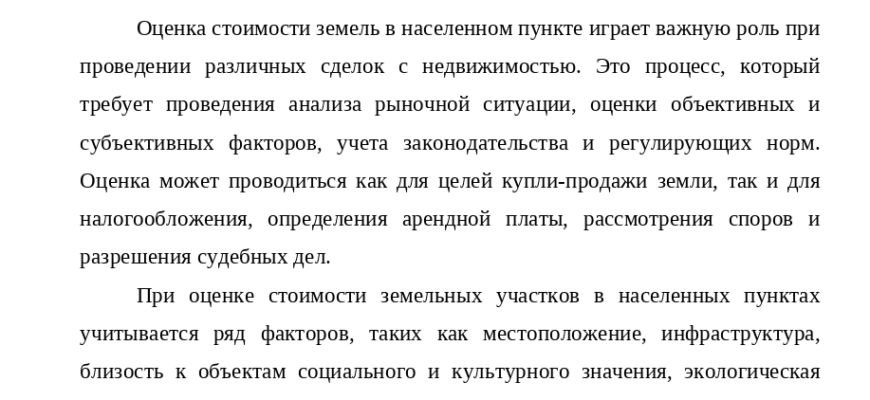 Оценка стоимости земель в населенном пункте играет важную роль при
проведении различных сделок с недвижимостью. Это процесс, который
требует проведения анализа рыночной ситуации, оценки объективных и
субъективных факторов, учета законодательства и регулирующих норм.
Оценка может проводиться как для целей купли-продажи земли, так и для
налогообложения, определения арендной платы, рассмотрения споров и
разрешения судебных дел.
При оценке стоимости земельных участков в населенных пунктах
учитывается ряд факторов, таких как местоположение, инфраструктура,
близость к объектам социального и культурного значения, экологическая